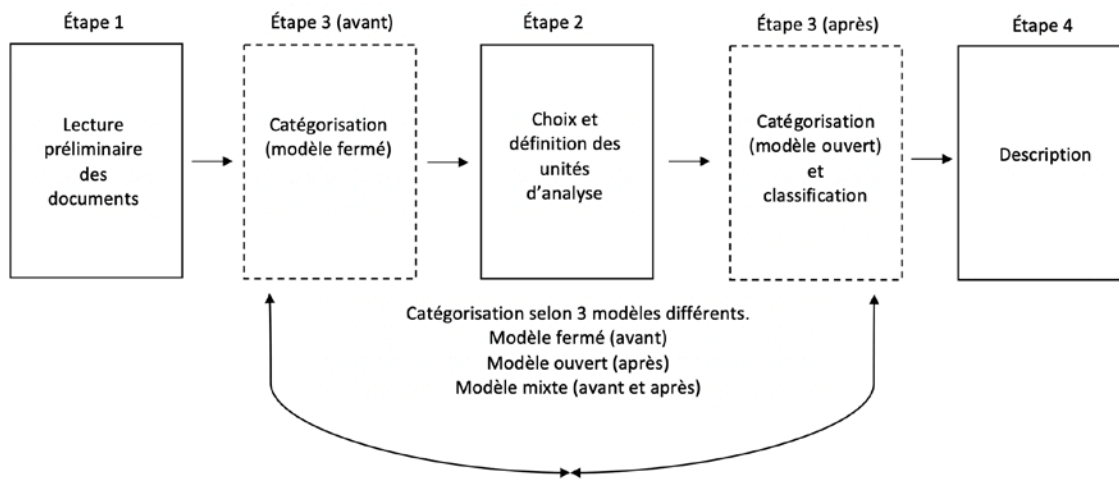 Étape 1
Étape 3 (avant)
Étape 2
Étape 3 (après)
Étape 4
Lecture
préliminaire
des
documents
Catégorisation
(modèle fermé)
Choix et
définition des
unités
d’analyse
Catégorisation
(modèle ouvert)
et
classification
Description
Catégorisation selon 3 modèles différents.
Modèle fermé (avant)
Modèle ouvert (après)
Modèle mixte (avant et après)